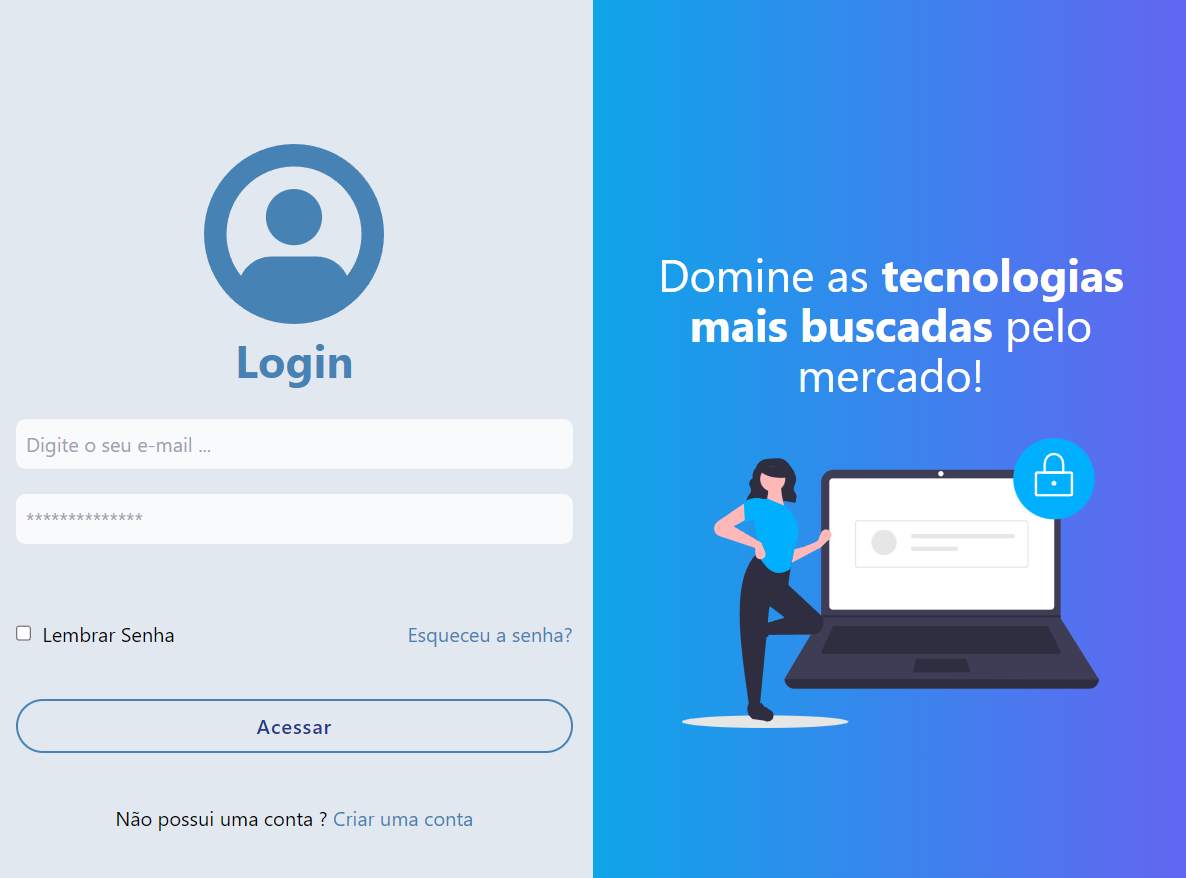 Login
Digite o seu e-mail ...
**************
Lembrar Senha
Esqueceu a senha?
Acessar
Não possui uma conta ? Criar uma conta
Domine as tecnologias
mais buscadas pelo
mercado!